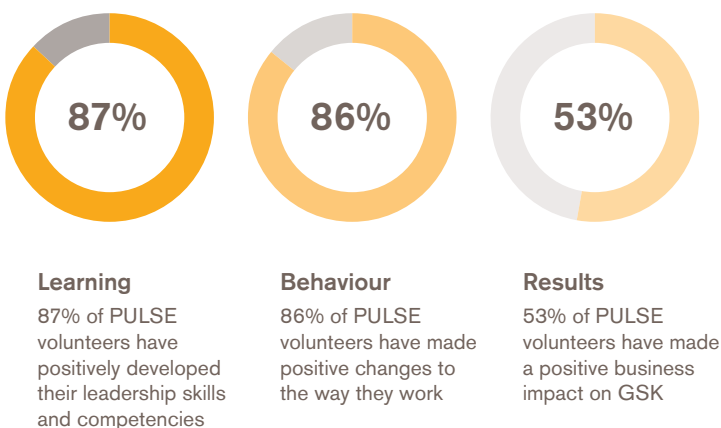 87%
86%
53%
Learning
87% of PULSE
volunteers have
positively developed
their leadership skills
and competencies
Behaviour
86% of PULSE
volunteers have made
positive changes to
the way they work
Results
53% of PULSE
volunteers have made
a positive business
impact on GSK